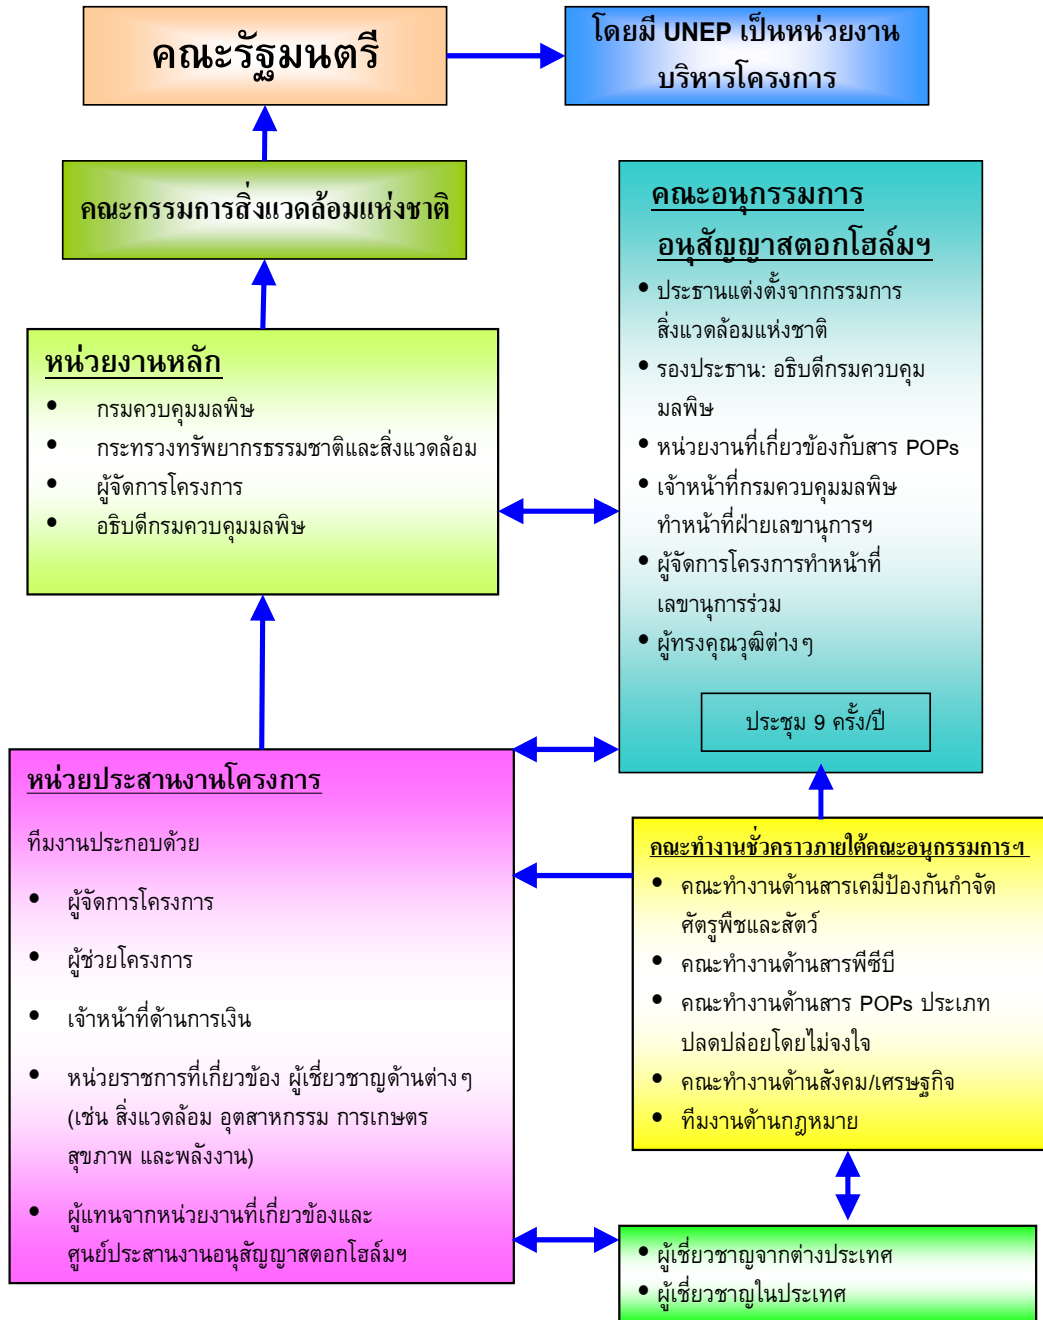 คณะรัฐมนตรี
โดยมี UNEP เป็นหน่วยงาน
บริหารโครงการ
คณะกรรมการสิ่งแวดล้อมแห่งชาติ
คณะอนุกรรมการ
อนุสัญญาสตอกโฮล์มฯ
• ประธานแต่งตั้งจากกรรมการ
สิ่งแวดล้อมแห่งชาติ
• รองประธาน: อธิบดีกรมควบคุม
มลพิษ
• หน่วยงานที่เกี่ยวข้องกับสาร POPs
• เจ้าหน้าที่กรมควบคุมมลพิษ
ทำหน้าที่ฝ่ายเลขานุการฯ
• ผู้จัดการโครงการทำหน้าที่
เลขานุการร่วม
• ผู้ทรงคุณวุฒิต่างๆ
ประชุม 9 ครั้ง/ปี
หน่วยงานหลัก
• กรมควบคุมมลพิษ
• กระทรวงทรัพยากรธรรมชาติและสิ่งแวดล้อม
• ผู้จัดการโครงการ
• อธิบดีกรมควบคุมมลพิษ
หน่วยประสานงานโครงการ
ทีมงานประกอบด้วย
• ผู้จัดการโครงการ
• ผู้ช่วยโครงการ
• เจ้าหน้าที่ด้านการเงิน
• หน่วยราชการที่เกี่ยวข้อง ผู้เชี่ยวชาญด้านต่างๆ
(เช่น สิ่งแวดล้อม อุตสาหกรรม การเกษตร
สุขภาพ และพลังงาน)
• ผู้แทนจากหน่วยงานที่เกี่ยวข้องและ
ศูนย์ประสานงานอนุสัญญาสตอกโฮล์มฯ
คณะทำงานชั่วคราวภายใต้คณะอนุกรรมการฯ
• คณะทำงานด้านสารเคมีป้องกันกำจัด
ศัตรูพืชและสัตว์
• คณะทำงานด้านสารพีซีบี
• คณะทำงานด้านสาร POPs ประเภท
ปลดปล่อยโดยไม่จงใจ
• คณะทำงานด้านสังคม/เศรษฐกิจ
• ทีมงานด้านกฎหมาย
• ผู้เชี่ยวชาญจากต่างประเทศ
• ผู้เชี่ยวชาญในประเทศ